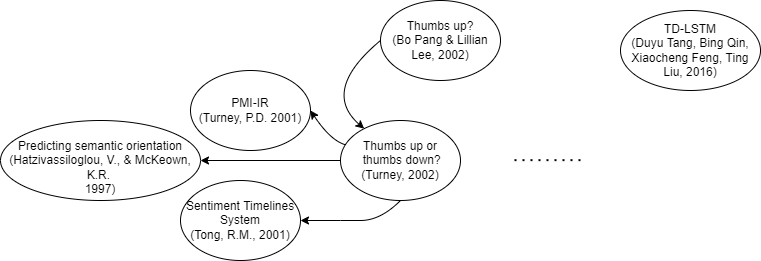 Thumbs up?
(Bo Pang & Lillian
Lee, 2002)
TD-LSTM
(Duyu Tang, Bing Qin,
Xiaocheng Feng, Ting
Liu, 2016)
PMI-IR
(Turney, P.D. 2001)
Predicting semantic orientation
(Hatzivassiloglou, V., & McKeown,
K.R.
1997)
Thumbs up or
thumbs down?
(Turney, 2002)
..........
Sentiment Timelines
System
(Tong, R.M., 2001)